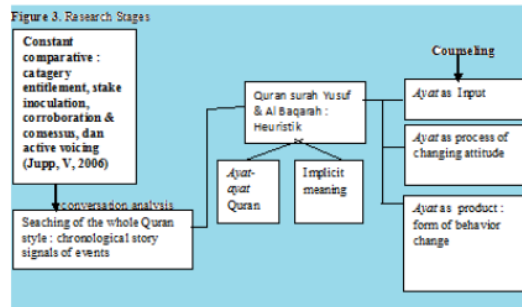 Figure 3. Research Stages
Constant
comparative :
catagery
entitlement, stake
inoculation,
corroboration &
comsessus, dan
active voicing
(Jupp, V, 2006)
conversation analysis
Seaching of the whole Quran
style : chronological story
signals of events
Quran surah Yusuf
& Al Baqarah :
Heuristik
Ayat-
ayat
Quran
Implicit
meaning
Counseling
Ayat as Input
Ayat as process of
changing attitude
Ayat as product :
form of behavior
change